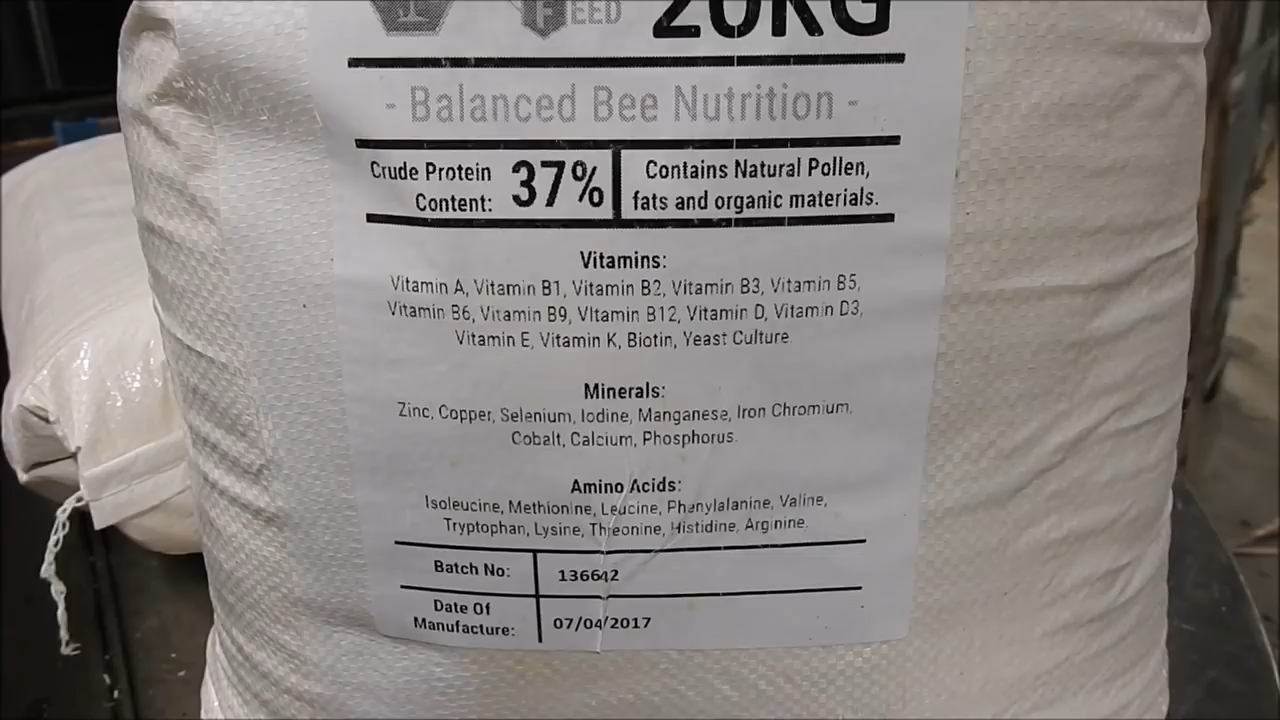 FEED
20KG
- Balanced Bee Nutrition -
Crude Protein
Content:
37%
Contains Natural Pollen,
fats and organic materials.
Vitamins:
Vitamin A, Vitamin B1, Vitamin B2, Vitamin B3, Vitamin B5,
Vitamin B6, Vitamin B9, VItamin B12, Vitamin D, Vitamin D3,
Vitamin E, Vitamin K, Biotin, Yeast Culture.
Minerals:
Zinc, Copper, Selenium, Iodine, Manganese, Iron Chromium,
Cobalt, Calcium, Phosphorus.
Amino Acids:
Isoleucine, Methionine, Leucine, Phenylalanine, Valine,
Tryptophan, Lysine, Threonine, Histidine, Arginine.
Batch No:
136642
Date Of
Manufacture:
07/04/2017